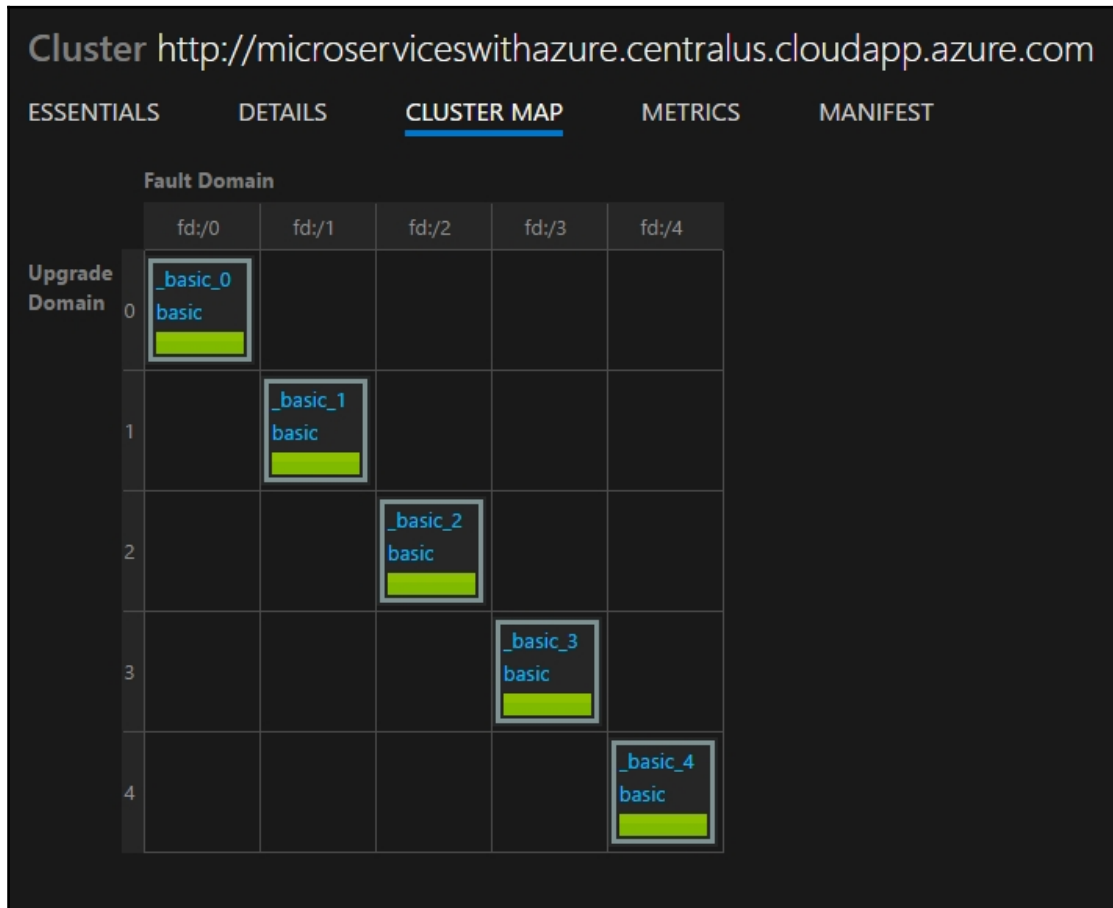 Cluster http://microserviceswithazure.centralus.cloudapp.azure.com
ESSENTIALS DETAILS CLUSTER MAP METRICS MANIFEST
Fault Domain
fd:/0 fd:/1 fd:/2 fd:/3 fd:/4
Upgrade
Domain
0
_basic_0
basic
1
_basic_1
basic
2
_basic_2
basic
3
_basic_3
basic
4
_basic_4
basic